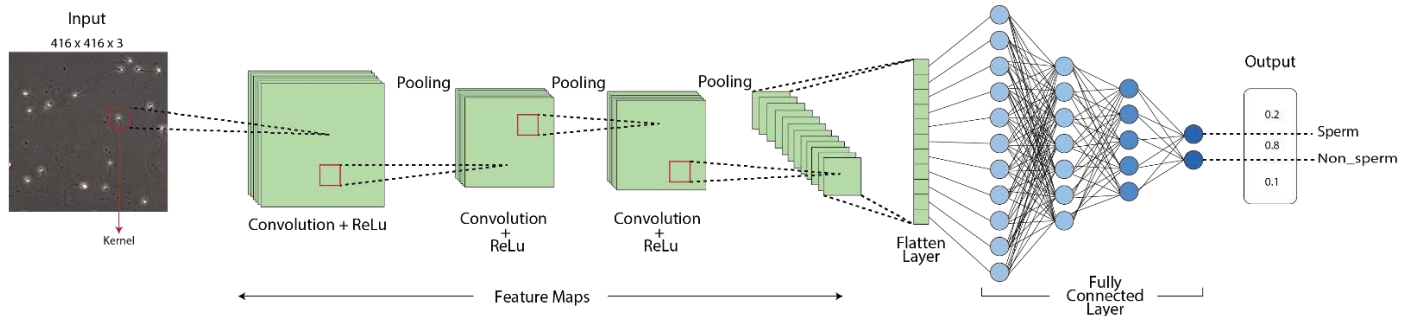 Input
416 x 416 x 3
Kernel
Convolution + ReLu
Pooling
Convolution
+
ReLu
Pooling
Convolution
+
ReLu
Pooling
Feature Maps
Flatten
Layer
Fully
Connected
Layer
Output
0.2
0.8
0.1
Sperm
Non_sperm